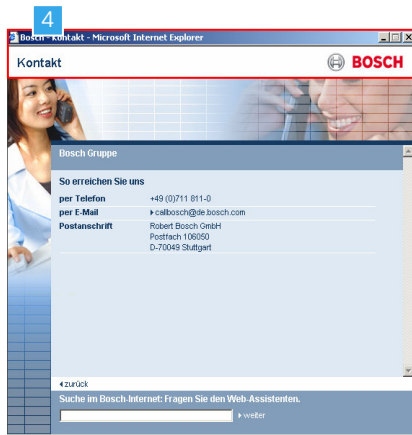 4
Bosch - Kontakt - Microsoft Internet Explorer
Kontakt
BOSCH
Bosch Gruppe
So erreichen Sie uns
per Telefon +49 (0)711 811-0
per E-Mail callbosch@de.bosch.com
Postanschrift Robert Bosch GmbH
Postfach 106050
D-70049 Stuttgart
zurück
Suche im Bosch-Internet: Fragen Sie den Web-Assistenten.
weiter